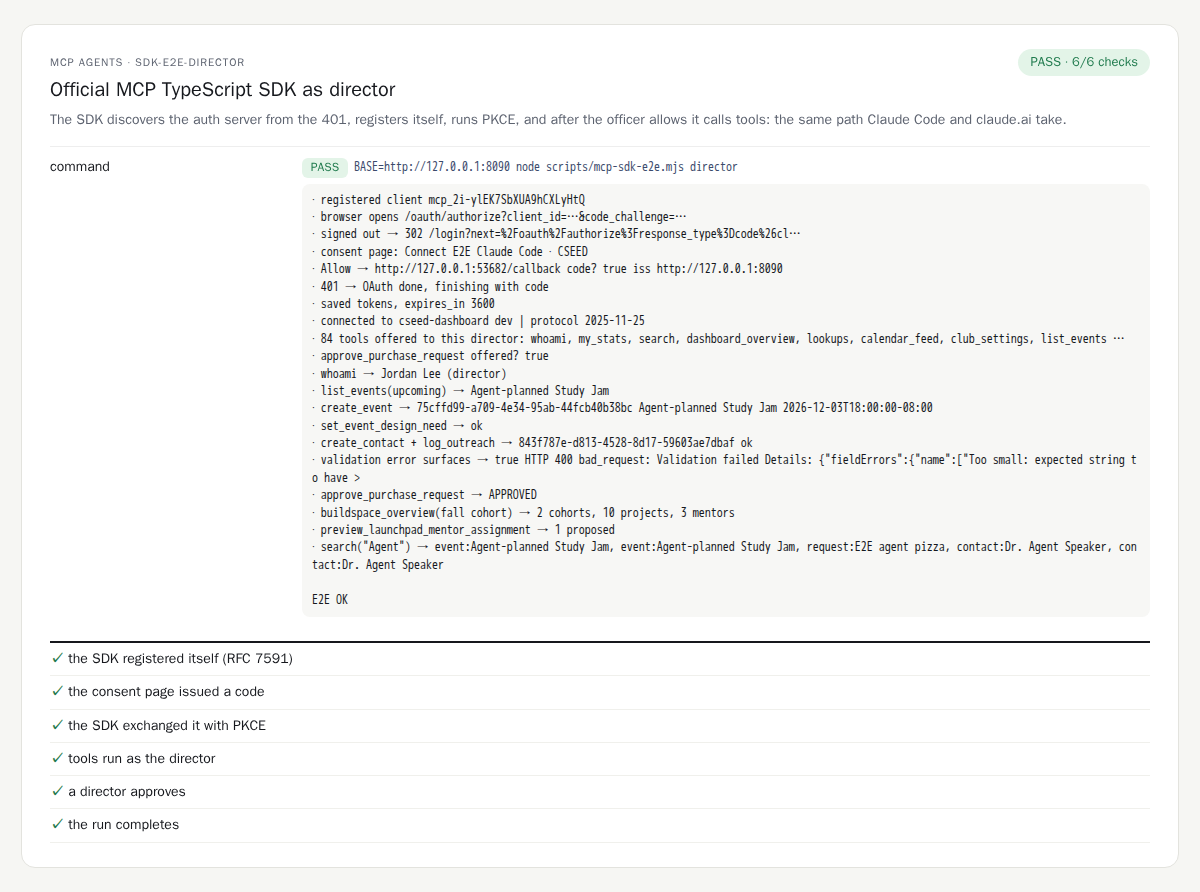 MCP AGENTS · SDK-E2E-DIRECTOR
PASS · 6/6 checks
Official MCP TypeScript SDK as director
The SDK discovers the auth server from the 401, registers itself, runs PKCE, and after the officer allows it calls tools: the same path Claude Code and claude.ai take.
command
PASS BASE=http://127.0.0.1:8090 node scripts/mcp-sdk-e2e.mjs director
· registered client mcp_2i-ylEK7SbXUA9hCXLyHtQ
· browser opens /oauth/authorize?client_id=…&code_challenge=…
· signed out → 302 /login?next=%2Foauth%2Fauthorize%3Fresponse_type%3Dcode%26cl…
· consent page: Connect E2E Claude Code · CSEED
· Allow → http://127.0.0.1:53682/callback code? true iss http://127.0.0.1:8090
· 401 → OAuth done, finishing with code
· saved tokens, expires_in 3600
· connected to cseed-dashboard dev | protocol 2025-11-25
· 84 tools offered to this director: whoami, my_stats, search, dashboard_overview, lookups, calendar_feed, club_settings, list_events …
· approve_purchase_request offered? true
· whoami → Jordan Lee (director)
· list_events(upcoming) → Agent-planned Study Jam
· create_event → 75cffd99-a709-4e34-95ab-44fcb40b38bc Agent-planned Study Jam 2026-12-03T18:00:00-08:00
· set_event_design_need → ok
· create_contact + log_outreach → 843f787e-d813-4528-8d17-59603ae7dbaf ok
· validation error surfaces → true HTTP 400 bad_request: Validation failed Details: {"fieldErrors":{"name":["Too small: expected string t
o have >
· approve_purchase_request → APPROVED
· buildspace_overview(fall cohort) → 2 cohorts, 10 projects, 3 mentors
· preview_launchpad_mentor_assignment → 1 proposed
· search("Agent") → event:Agent-planned Study Jam, event:Agent-planned Study Jam, request:E2E agent pizza, contact:Dr. Agent Speaker, con
tact:Dr. Agent Speaker
E2E OK
✓ the SDK registered itself (RFC 7591)
✓ the consent page issued a code
✓ the SDK exchanged it with PKCE
✓ tools run as the director
✓ a director approves
✓ the run completes